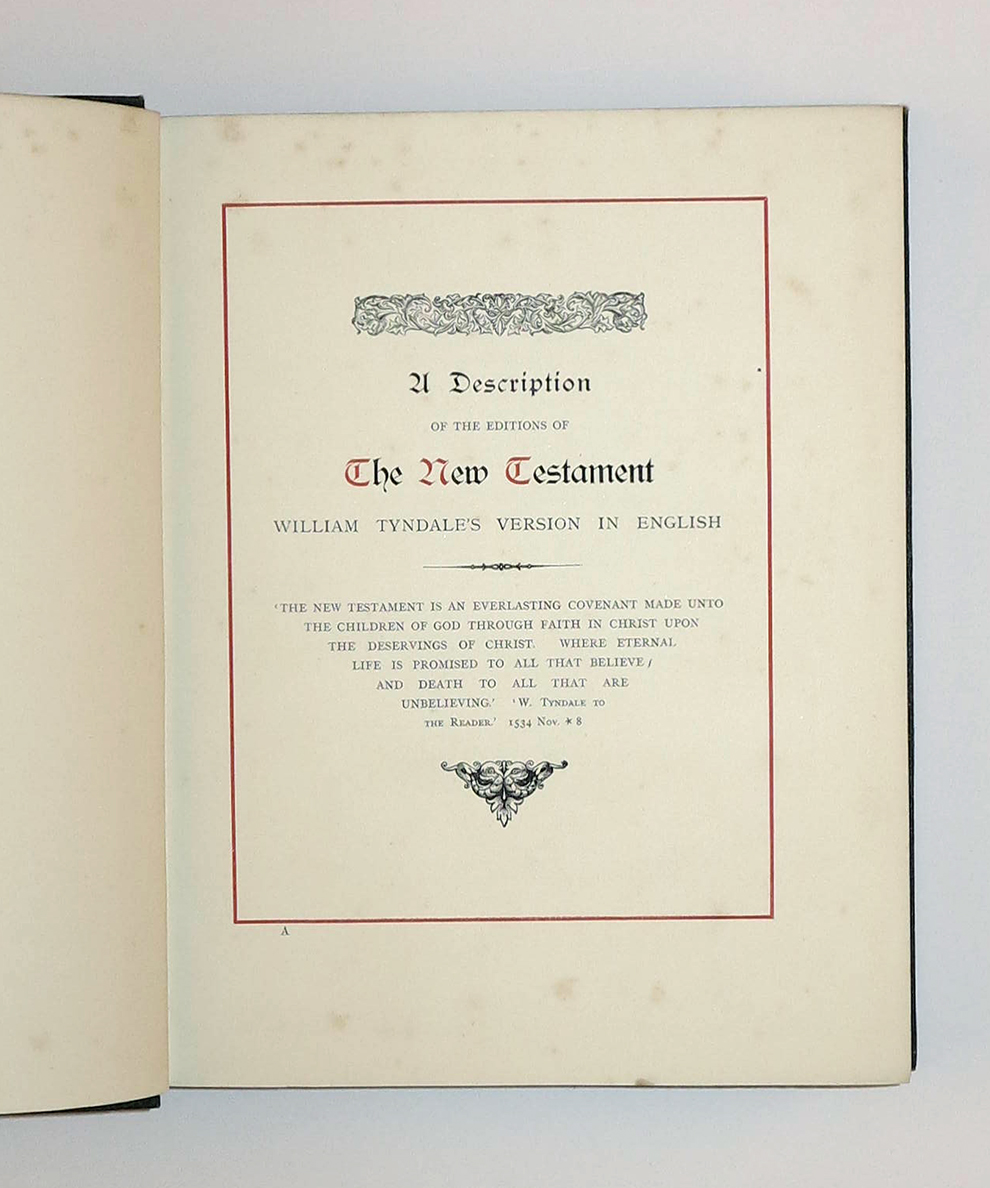 A Description
OF THE EDITIONS OF
The New Testament
WILLIAM TYNDALE'S VERSION IN ENGLISH
‘THE NEW TESTAMENT IS AN EVERLASTING COVENANT MADE UNTO
THE CHILDREN OF GOD THROUGH FAITH IN CHRIST UPON
THE DESERVINGS OF CHRIST. WHERE ETERNAL
LIFE IS PROMISED TO ALL THAT BELIEVE /
AND DEATH TO ALL THAT ARE
UNBELIEVING.’ ‘W. TYNDALE TO
THE READER.’ 1534 Nov. * 8
A